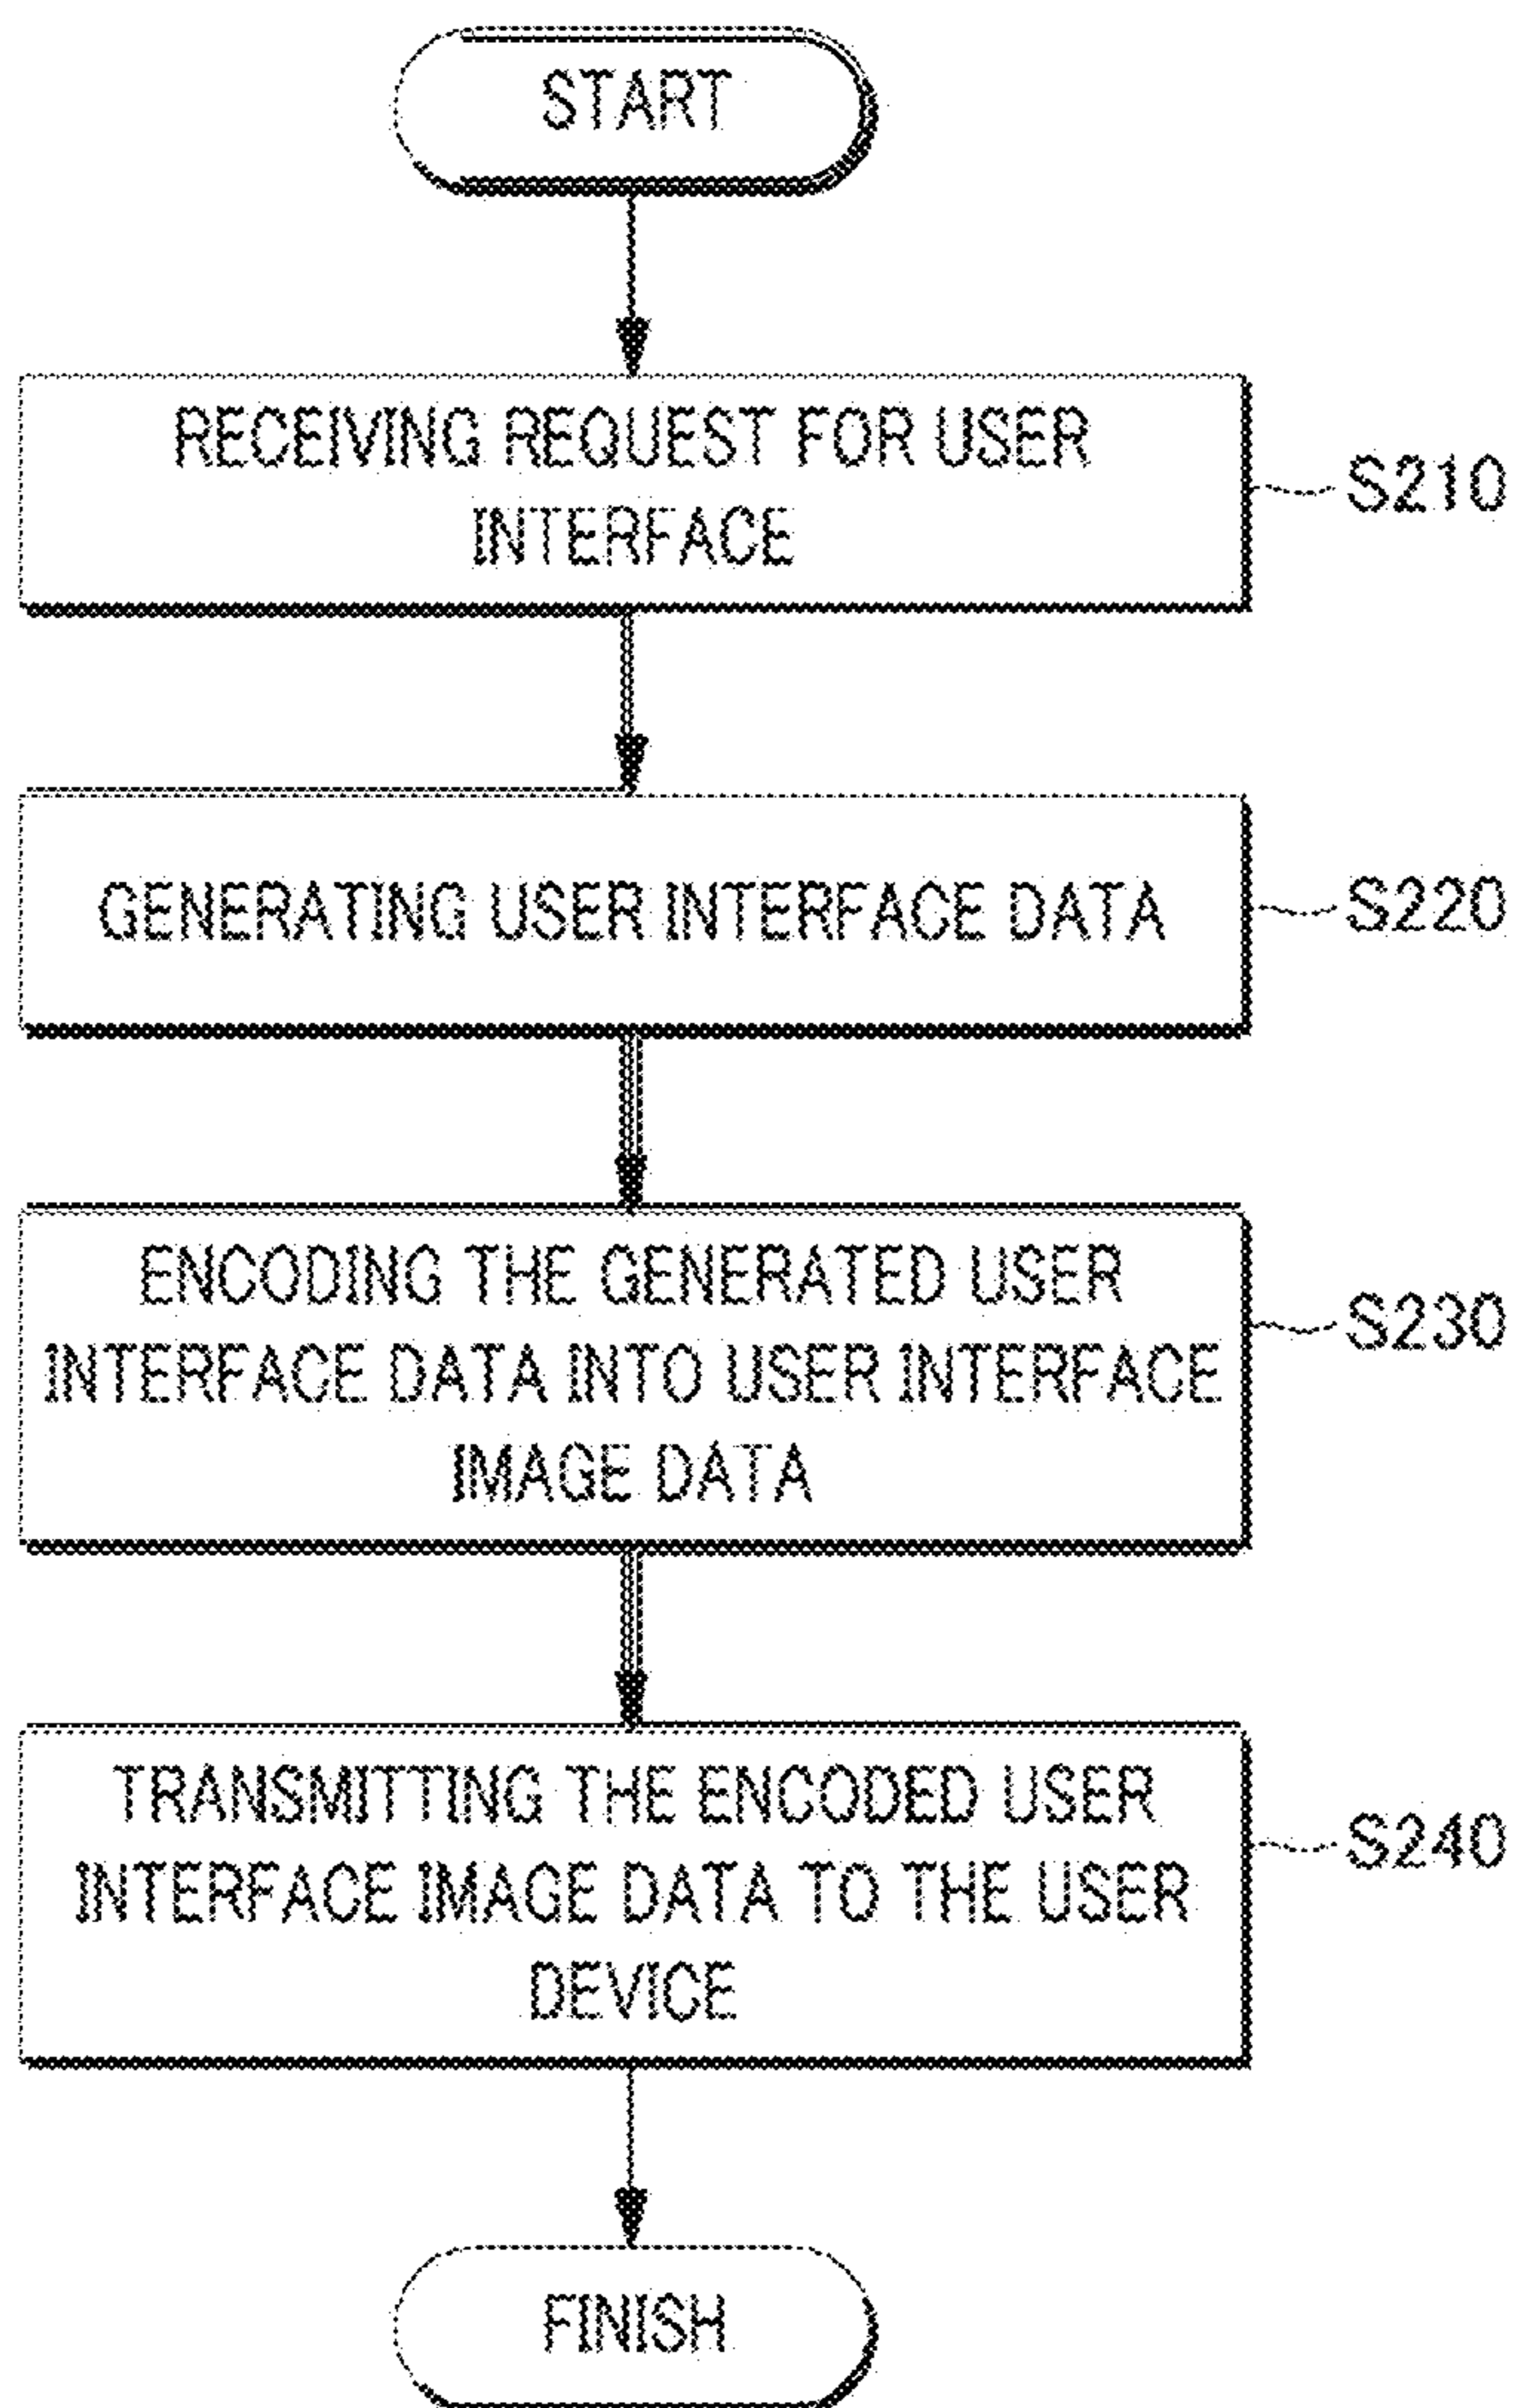 START
RECEIVING REQUEST FOR USER
INTERFACE
S210
GENERATING USER INTERFACE DATA
S220
ENCODING THE GENERATED USER
INTERFACE DATA INTO USER INTERFACE
IMAGE DATA
S230
TRANSMITTING THE ENCODED USER
INTERFACE IMAGE DATA TO THE USER
DEVICE
S240
FINISH